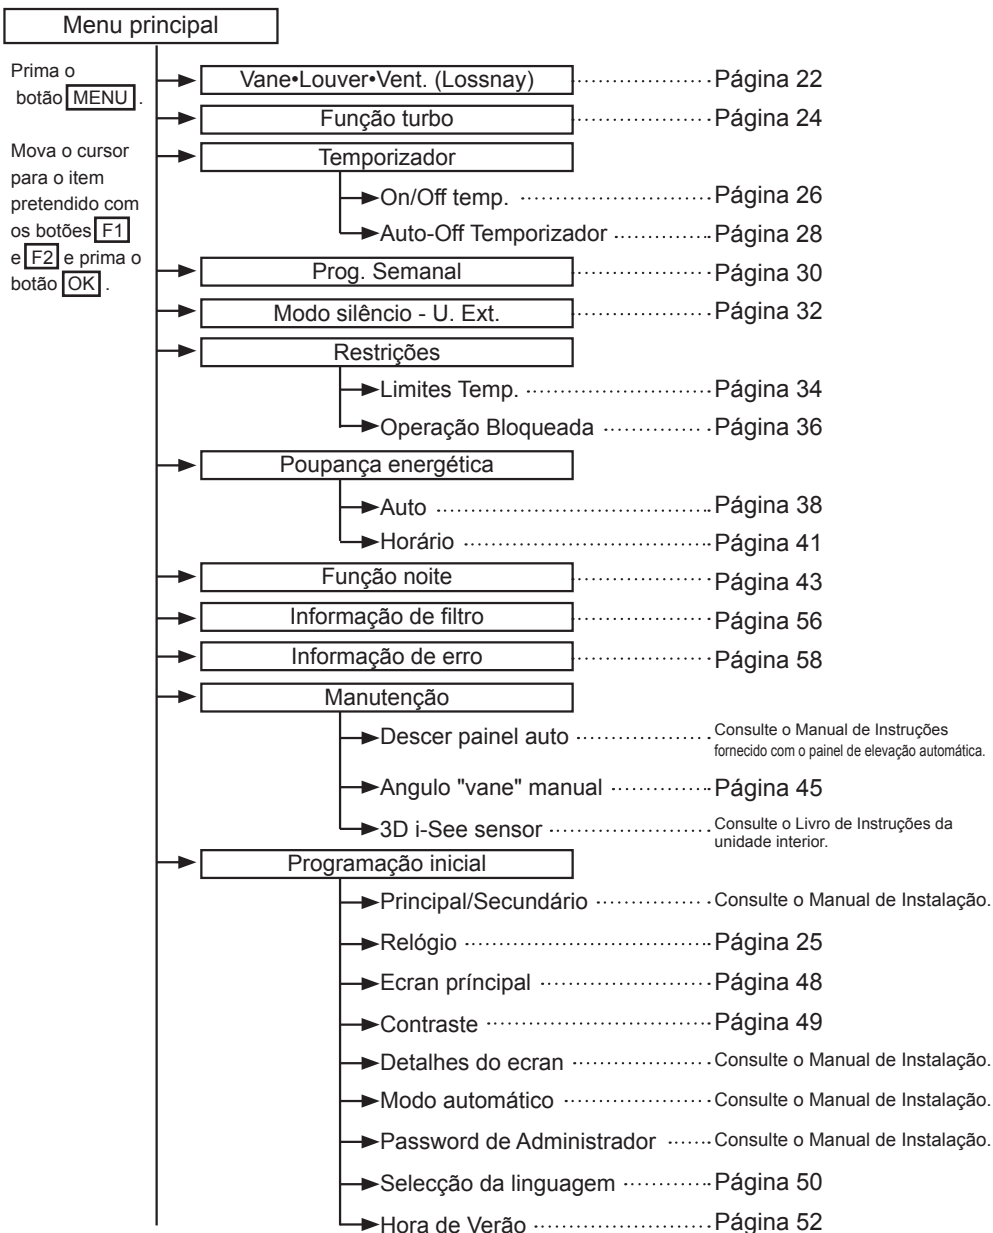 Menu principal
Prima o
botão MENU .
Mova o cursor
para o item
pretendido com
os botões F1
e F2 e prima o
botão OK .
Vane•Louver•Vent. (Lossnay) Página 22
Função turbo Página 24
Temporizador
On/Off temp. Página 26
Auto-Off Temporizador Página 28
Prog. Semanal Página 30
Modo silêncio - U. Ext. Página 32
Restrições
Limites Temp. Página 34
Operação Bloqueada Página 36
Poupança energética
Auto Página 38
Horário Página 41
Função noite Página 43
Informação de filtro Página 56
Informação de erro Página 58
Manutenção
Descer painel auto Consulte o Manual de Instruções
fornecido com o painel de elevação automática.
Angulo "vane" manual Página 45
3D i-See sensor Consulte o Livro de Instruções da
unidade interior.
Programação inicial
Principal/Secundário Consulte o Manual de Instalação.
Relógio Página 25
Ecran príncipal Página 48
Contraste Página 49
Detalhes do ecran Consulte o Manual de Instalação.
Modo automático Consulte o Manual de Instalação.
Password de Administrador Consulte o Manual de Instalação.
Selecção da linguagem Página 50
Hora de Verão Página 52